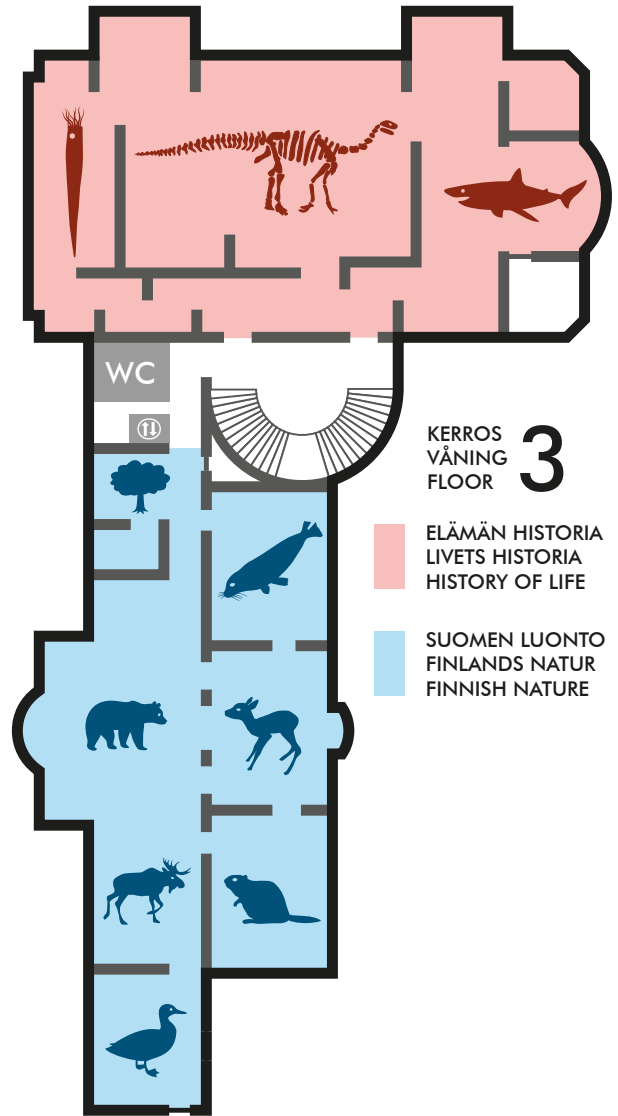 WC
KERROS
VÅNING
FLOOR
3
ELÄMÄN HISTORIA
LIVETS HISTORIA
HISTORY OF LIFE
SUOMEN LUONTO
FINLANDS NATUR
FINNISH NATURE